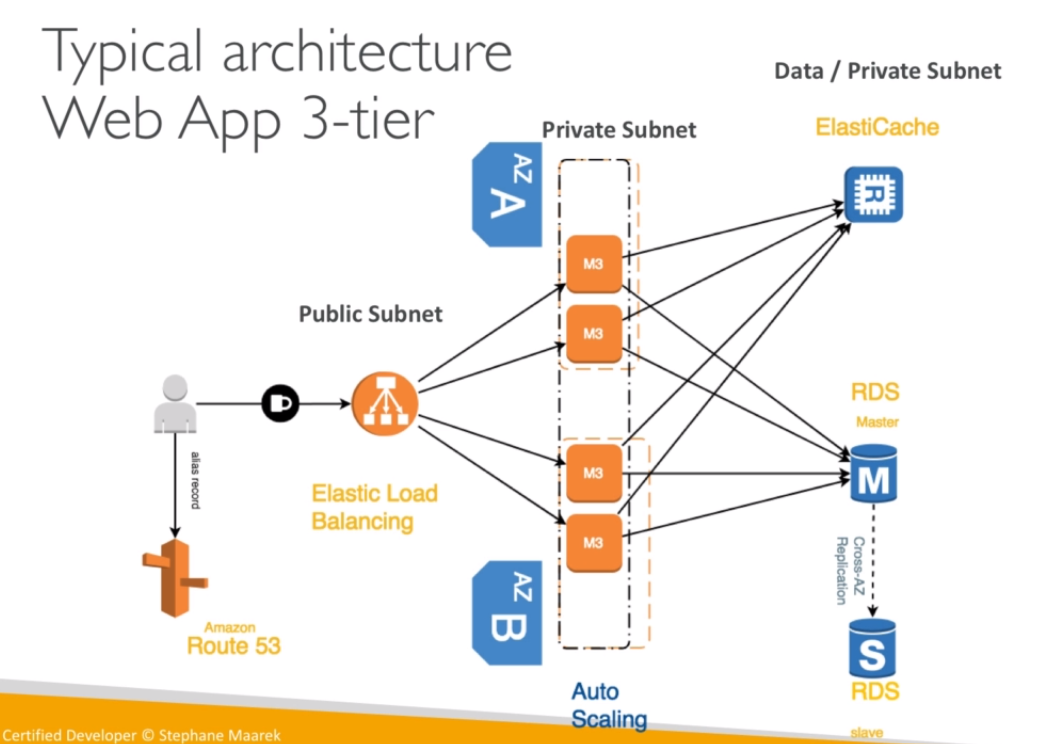 Typical architecture
Web App 3-tier
Data / Private Subnet
ElastiCache
Private Subnet
AZ
A
R
M3
M3
Public Subnet
alias record
Elastic Load
Balancing
M3
M3
RDS
Master
M
Cross-AZ
Replication
AZ
B
S
RDS
slave
Amazon
Route 53
Auto
Scaling
Certified Developer © Stephane Maarek